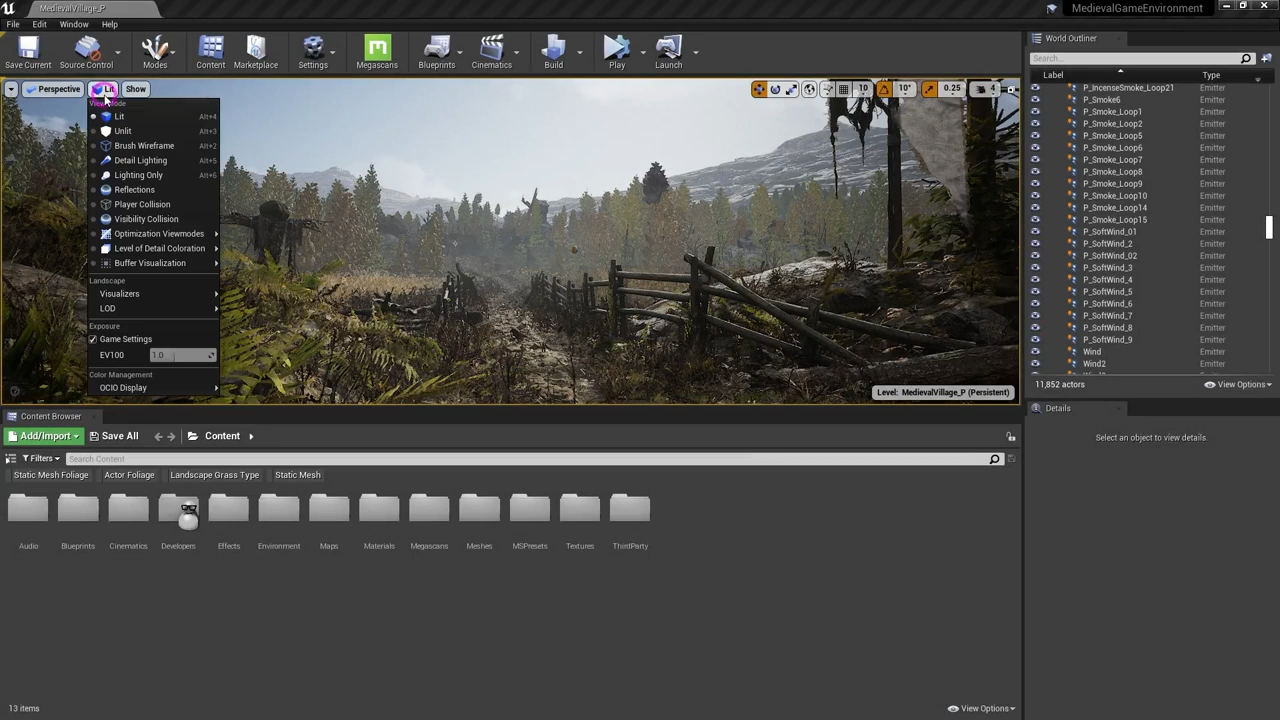 MedievalVillage_P
MedievalGameEnvironment
File Edit Window Help
Save Current
Source Control
Modes
Content
Marketplace
Settings
Megascans
Blueprints
Cinematics
Build
Play
Launch
Perspective
Lit
Show
10
10°
0.25
4
View Mode
Lit Alt+4
Unlit Alt+3
Brush Wireframe Alt+2
Detail Lighting Alt+5
Lighting Only Alt+6
Reflections
Player Collision
Visibility Collision
Optimization Viewmodes
Level of Detail Coloration
Buffer Visualization
Landscape
Visualizers
LOD
Exposure
Game Settings
EV100 1.0
Color Management
OCIO Display
Level: MedievalVillage_P (Persistent)
World Outliner
Search...
Label Type
P_IncenseSmoke_Loop21 Emitter
P_Smoke6 Emitter
P_Smoke_Loop1 Emitter
P_Smoke_Loop2 Emitter
P_Smoke_Loop5 Emitter
P_Smoke_Loop6 Emitter
P_Smoke_Loop7 Emitter
P_Smoke_Loop8 Emitter
P_Smoke_Loop9 Emitter
P_Smoke_Loop10 Emitter
P_Smoke_Loop14 Emitter
P_Smoke_Loop15 Emitter
P_SoftWind_01 Emitter
P_SoftWind_2 Emitter
P_SoftWind_02 Emitter
P_SoftWind_3 Emitter
P_SoftWind_4 Emitter
P_SoftWind_5 Emitter
P_SoftWind_6 Emitter
P_SoftWind_7 Emitter
P_SoftWind_8 Emitter
P_SoftWind_9 Emitter
Wind Emitter
Wind2 Emitter
11,852 actors
View Options
Details
Select an object to view details.
Content Browser
Add/Import
Save All
Content
Filters
Search Content
Static Mesh Foliage
Actor Foliage
Landscape Grass Type
Static Mesh
Audio
Blueprints
Cinematics
Developers
Effects
Environment
Maps
Materials
Megascans
Meshes
MSPresets
Textures
ThirdParty
13 items
View Options